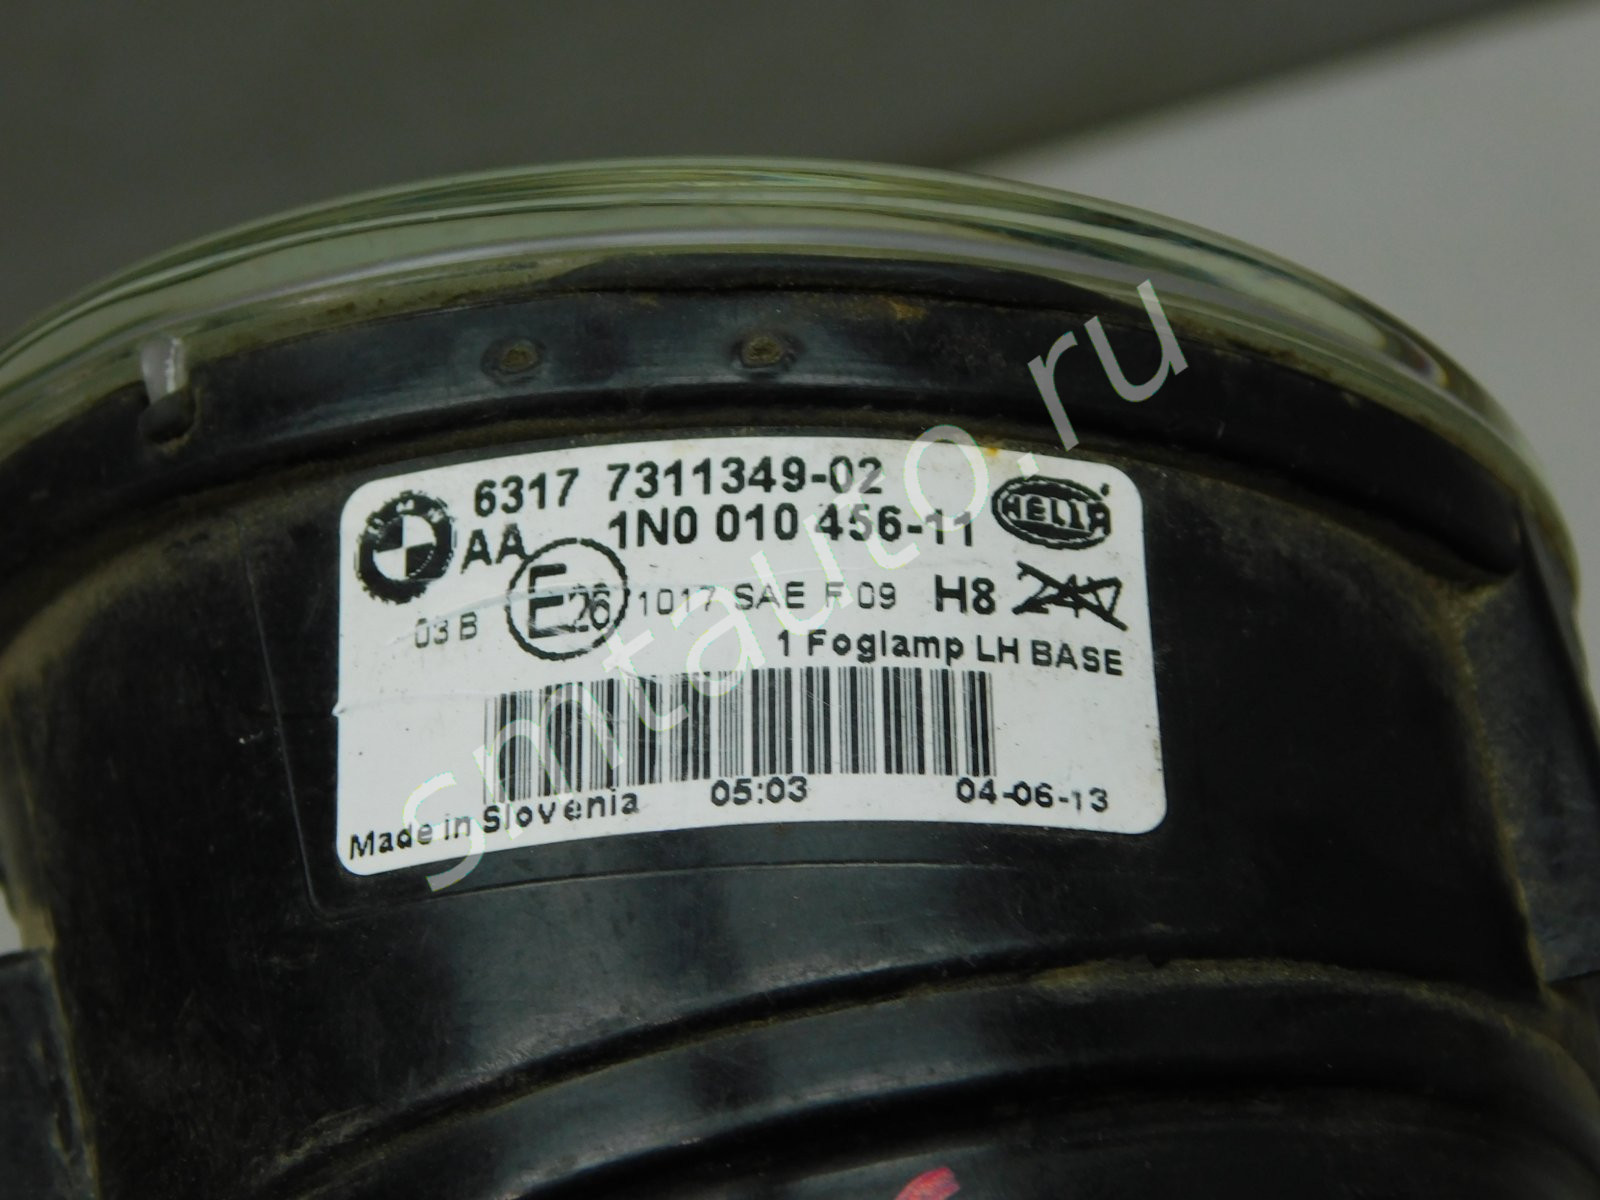 6317 7311349-02
AA 1N0 010 456-11
HELLA
03 B E26 1017 SAE F 09 H8
1 Foglamp LH BASE
Made in Slovenia 05:03 04-06-13
smtauto.ru